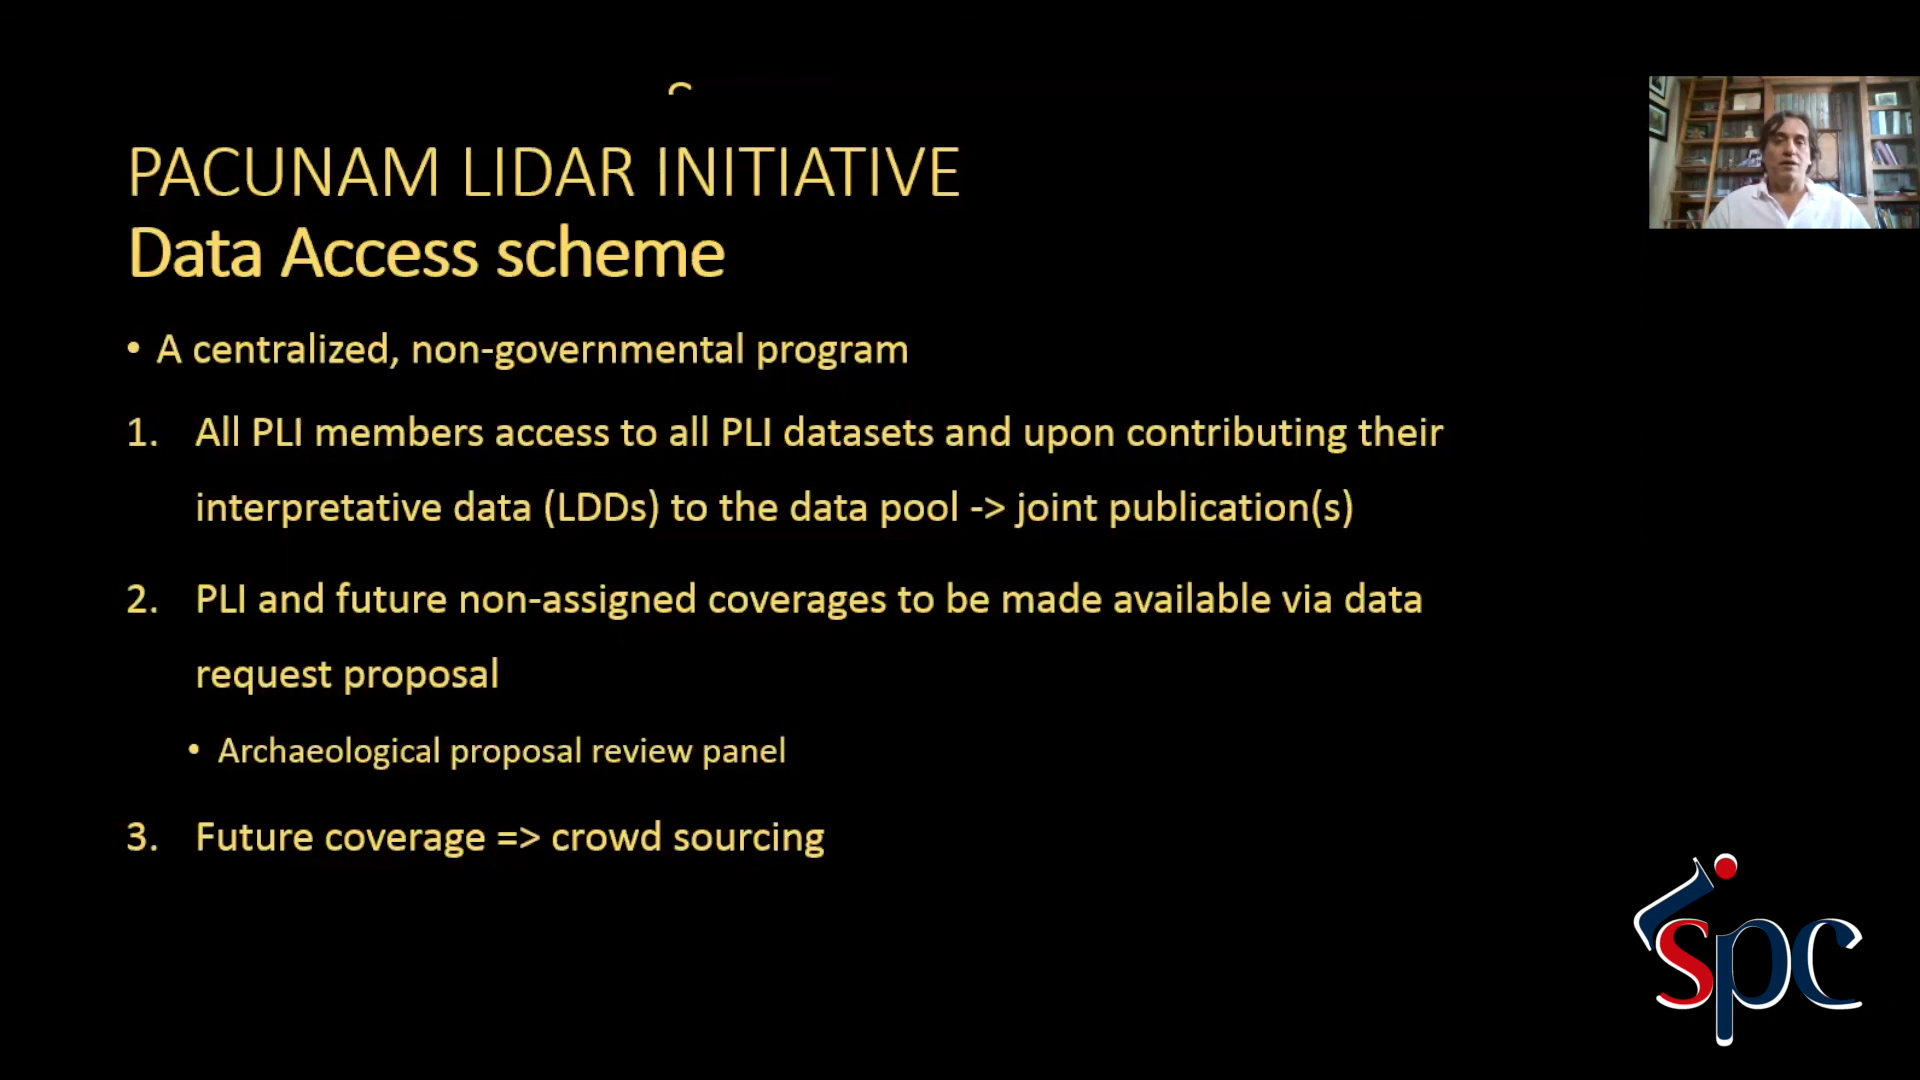 PACUNAM LIDAR INITIATIVE
Data Access scheme
• A centralized, non-governmental program
1. All PLI members access to all PLI datasets and upon contributing their
interpretative data (LDDs) to the data pool -> joint publication(s)
2. PLI and future non-assigned coverages to be made available via data
request proposal
• Archaeological proposal review panel
3. Future coverage => crowd sourcing
spc